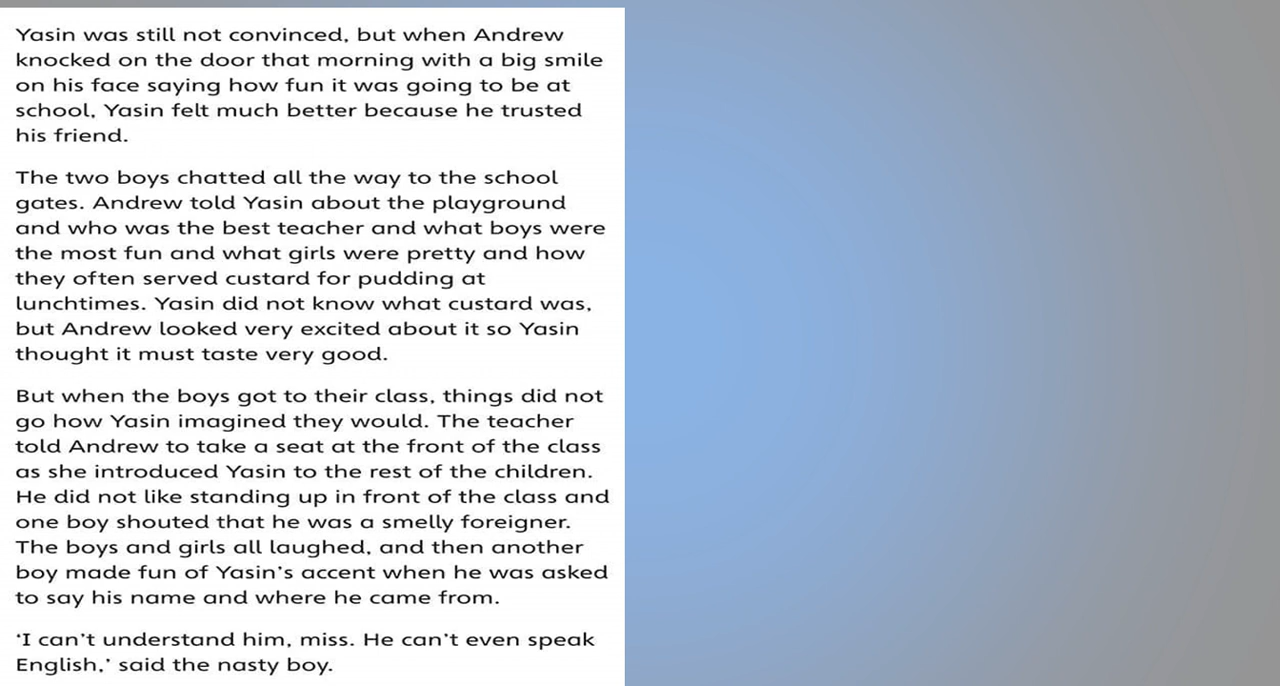 Yasin was still not convinced, but when Andrew
knocked on the door that morning with a big smile
on his face saying how fun it was going to be at
school, Yasin felt much better because he trusted
his friend.
The two boys chatted all the way to the school
gates. Andrew told Yasin about the playground
and who was the best teacher and what boys were
the most fun and what girls were pretty and how
they often served custard for pudding at
lunchtimes. Yasin did not know what custard was,
but Andrew looked very excited about it so Yasin
thought it must taste very good.
But when the boys got to their class, things did not
go how Yasin imagined they would. The teacher
told Andrew to take a seat at the front of the class
as she introduced Yasin to the rest of the children.
He did not like standing up in front of the class and
one boy shouted that he was a smelly foreigner.
The boys and girls all laughed, and then another
boy made fun of Yasin’s accent when he was asked
to say his name and where he came from.
‘I can’t understand him, miss. He can’t even speak
English,’ said the nasty boy.